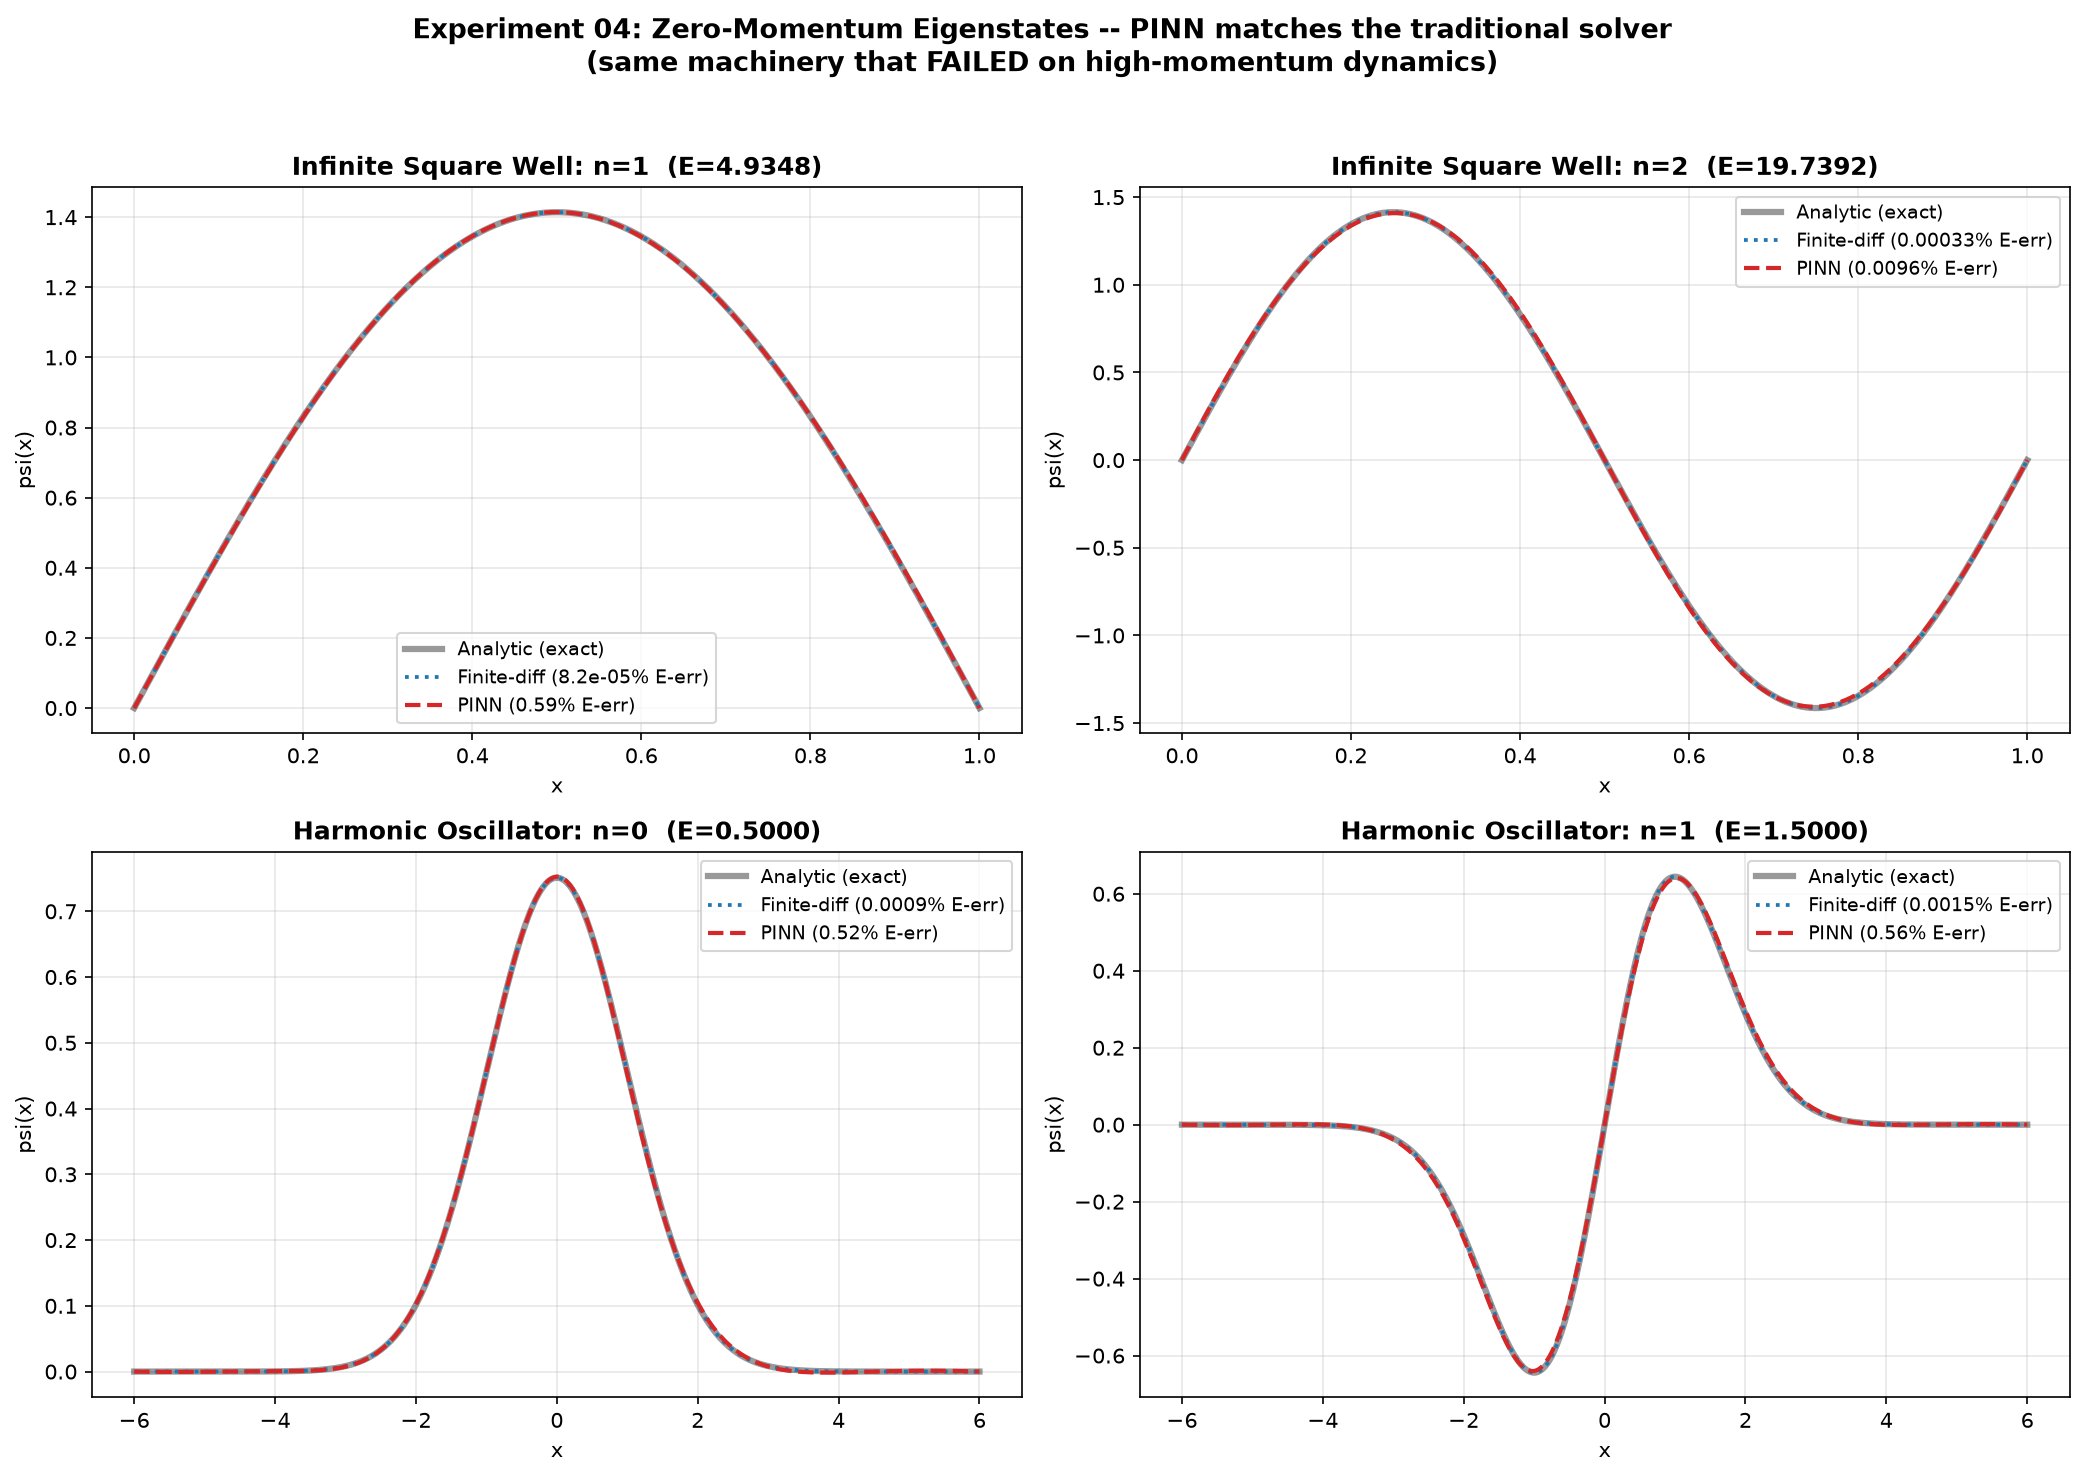 Experiment 04: Zero-Momentum Eigenstates -- PINN matches the traditional solver
(same machinery that FAILED on high-momentum dynamics)
Infinite Square Well: n=1  (E=4.9348)
psi(x)
1.4
1.2
1.0
0.8
0.6
0.4
0.2
0.0
Analytic (exact)
Finite-diff (8.2e-05% E-err)
PINN (0.59% E-err)
0.0 0.2 0.4 0.6 0.8 1.0
x
Infinite Square Well: n=2  (E=19.7392)
psi(x)
1.5
1.0
0.5
0.0
−0.5
−1.0
−1.5
Analytic (exact)
Finite-diff (0.00033% E-err)
PINN (0.0096% E-err)
0.0 0.2 0.4 0.6 0.8 1.0
x
Harmonic Oscillator: n=0  (E=0.5000)
psi(x)
0.7
0.6
0.5
0.4
0.3
0.2
0.1
0.0
Analytic (exact)
Finite-diff (0.0009% E-err)
PINN (0.52% E-err)
−6 −4 −2 0 2 4 6
x
Harmonic Oscillator: n=1  (E=1.5000)
psi(x)
0.6
0.4
0.2
0.0
−0.2
−0.4
−0.6
Analytic (exact)
Finite-diff (0.0015% E-err)
PINN (0.56% E-err)
−6 −4 −2 0 2 4 6
x